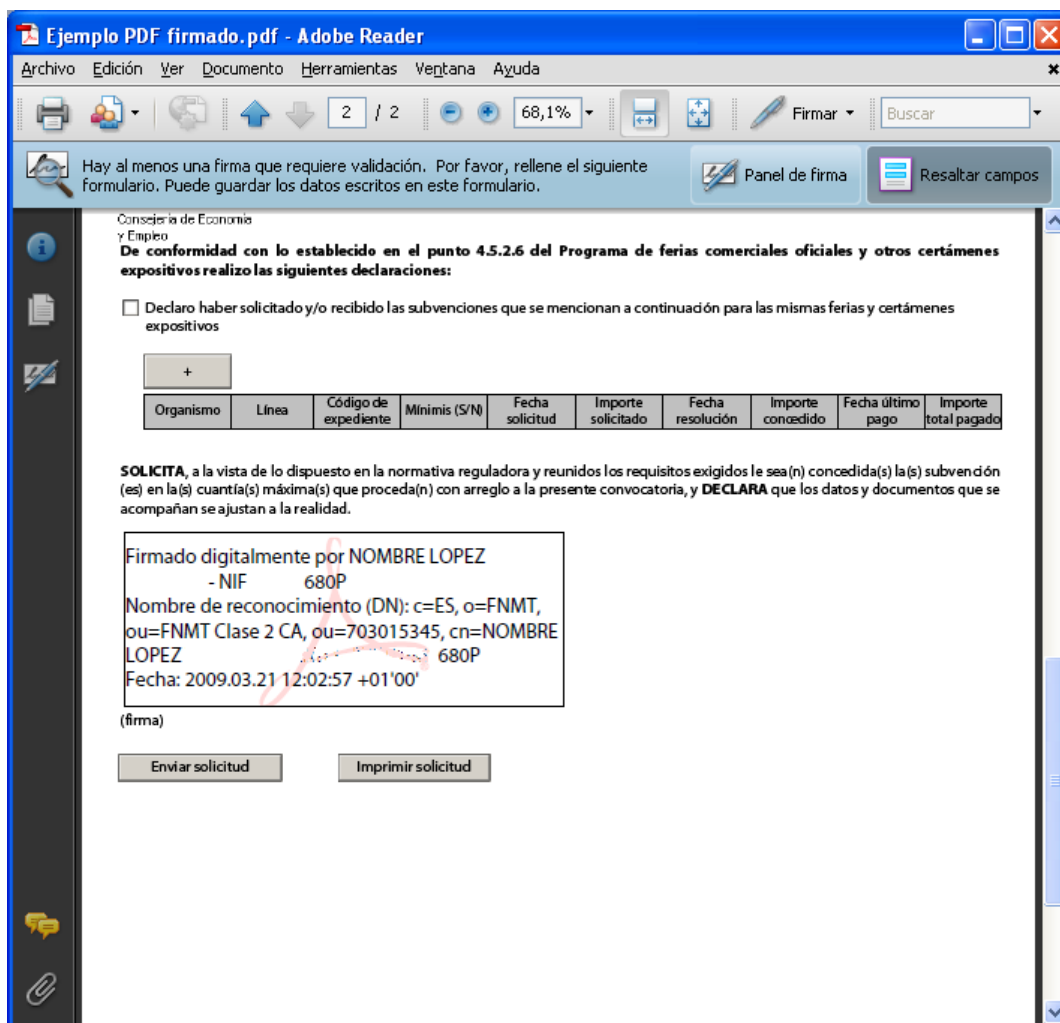 Ejemplo PDF firmado.pdf - Adobe Reader
Archivo Edición Ver Documento Herramientas Ventana Ayuda
2 / 2 68,1% Firmar Buscar
Hay al menos una firma que requiere validación. Por favor, rellene el siguiente
formulario. Puede guardar los datos escritos en este formulario.
Panel de firma
Resaltar campos
Consejería de Economía
y Empleo
De conformidad con lo establecido en el punto 4.5.2.6 del Programa de ferias comerciales oficiales y otros certámenes
expositivos realizo las siguientes declaraciones:
Declaro haber solicitado y/o recibido las subvenciones que se mencionan a continuación para las mismas ferias y certámenes
expositivos
+
Organismo Línea Código de expediente Mínimis (S/N) Fecha solicitud Importe solicitado Fecha resolución Importe concedido Fecha último pago Importe total pagado
SOLICITA, a la vista de lo dispuesto en la normativa reguladora y reunidos los requisitos exigidos le sea(n) concedida(s) la(s) subvención
(es) en la(s) cuantía(s) máxima(s) que proceda(n) con arreglo a la presente convocatoria, y DECLARA que los datos y documentos que se
acompañan se ajustan a la realidad.
Firmado digitalmente por NOMBRE LOPEZ
- NIF 680P
Nombre de reconocimiento (DN): c=ES, o=FNMT,
ou=FNMT Clase 2 CA, ou=703015345, cn=NOMBRE
LOPEZ 680P
Fecha: 2009.03.21 12:02:57 +01'00'
(firma)
Enviar solicitud Imprimir solicitud